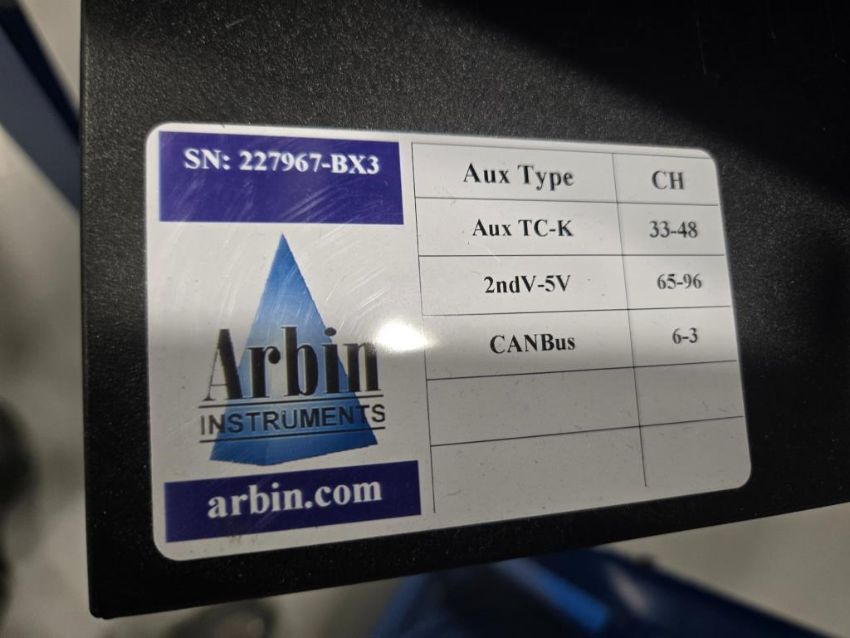 SN: 227967-BX3
Arbin
INSTRUMENTS
arbin.com
Aux Type CH
Aux TC-K 33-48
2ndV-5V 65-96
CANBus 6-3